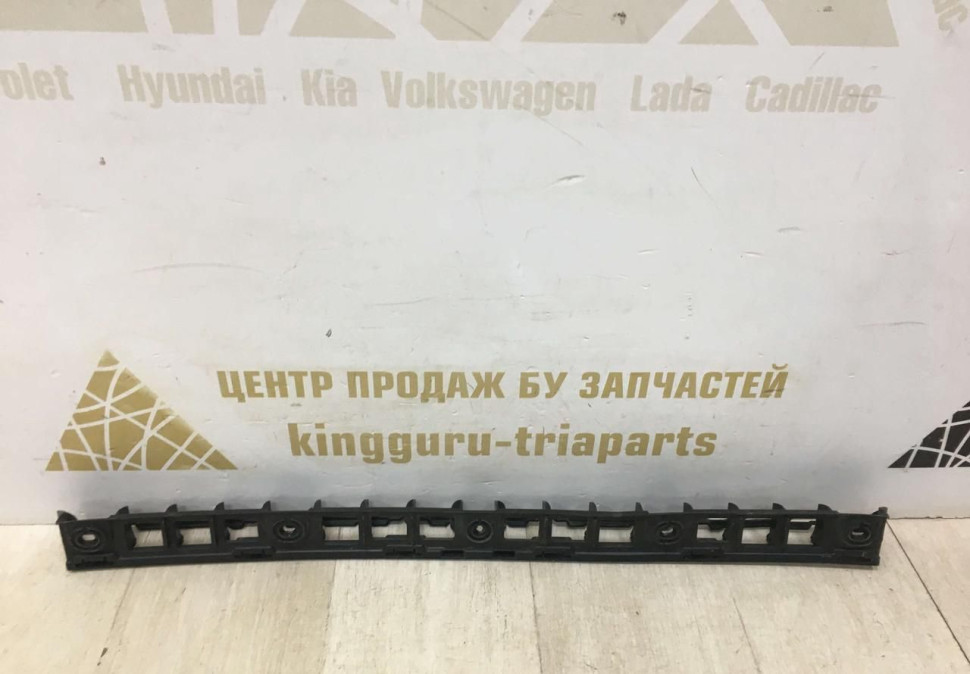 olet Hyundai Kia Volkswagen Lada Cadillac
ЦЕНТР ПРОДАЖ БУ ЗАПЧАСТЕЙ
kingguru-triaparts